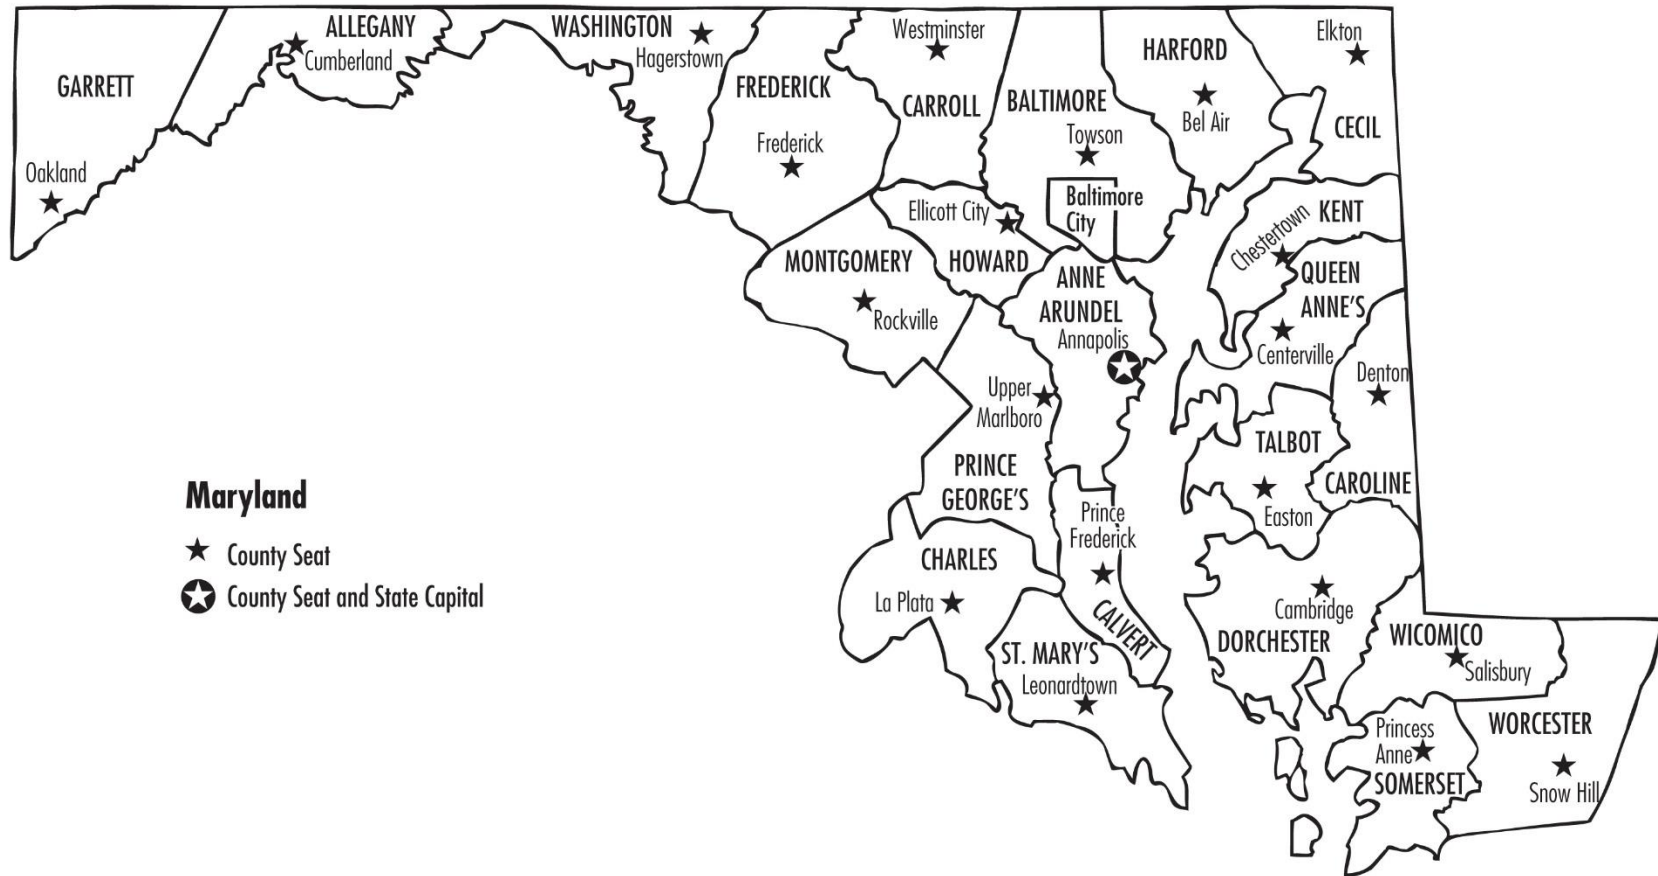 GARRETT
Oakland
ALLEGANY
Cumberland
WASHINGTON
Hagerstown
FREDERICK
Frederick
Westminster
CARROLL
BALTIMORE
Towson
Baltimore
City
HARFORD
Bel Air
Elkton
CECIL
KENT
Chestertown
QUEEN
ANNE'S
Centerville
Ellicott City
HOWARD
MONTGOMERY
Rockville
ANNE
ARUNDEL
Annapolis
Upper
Marlboro
PRINCE
GEORGE'S
Denton
CAROLINE
TALBOT
Easton
Prince
Frederick
CALVERT
CHARLES
La Plata
ST. MARY'S
Leonardtown
Cambridge
DORCHESTER
WICOMICO
Salisbury
Princess
Anne
SOMERSET
WORCESTER
Snow Hill
Maryland
County Seat
County Seat and State Capital